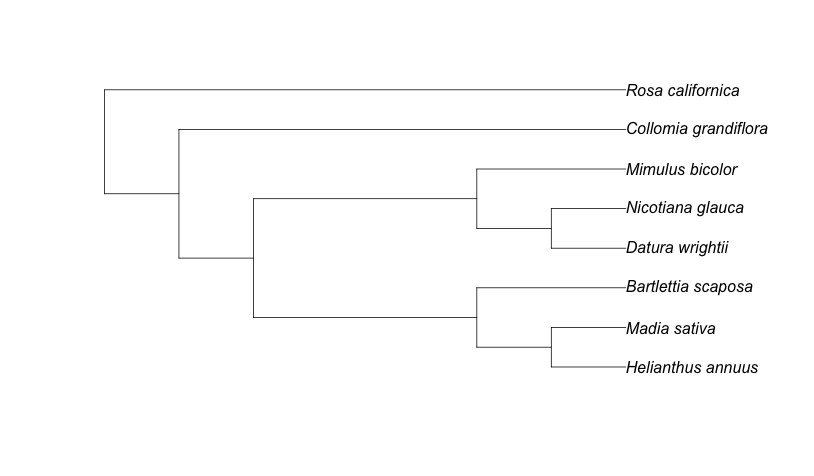 Rosa californica
Collomia grandiflora
Mimulus bicolor
Nicotiana glauca
Datura wrightii
Bartlettia scaposa
Madia sativa
Helianthus annuus